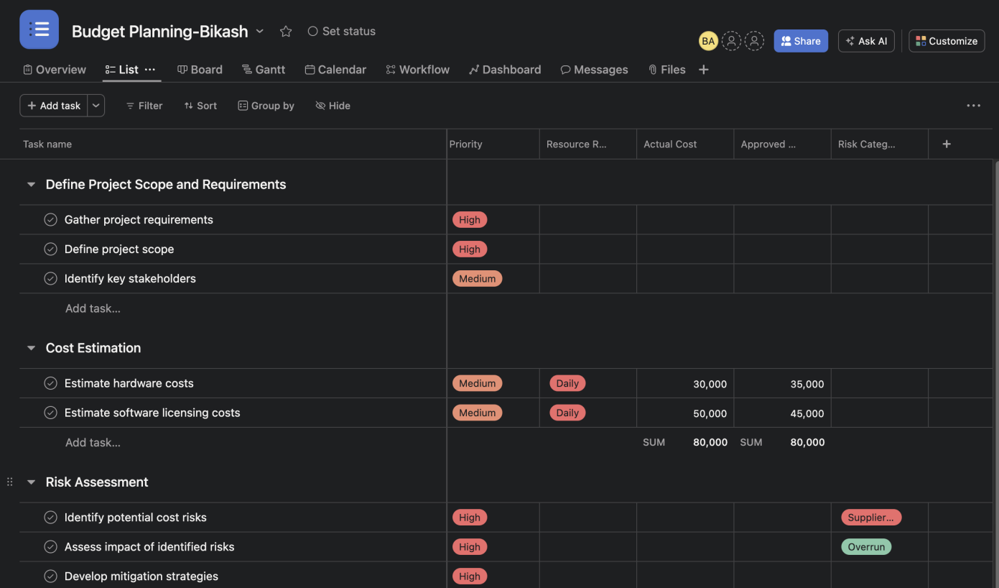 Budget Planning-Bikash Set status
BA Share Ask AI Customize
Overview List Board Gantt Calendar Workflow Dashboard Messages Files
Add task Filter Sort Group by Hide
Task name Priority Resource R... Actual Cost Approved ... Risk Categ...
Define Project Scope and Requirements
Gather project requirements High
Define project scope High
Identify key stakeholders Medium
Add task...
Cost Estimation
Estimate hardware costs Medium Daily 30,000 35,000
Estimate software licensing costs Medium Daily 50,000 45,000
Add task... SUM 80,000 SUM 80,000
Risk Assessment
Identify potential cost risks High Supplier...
Assess impact of identified risks High Overrun
Develop mitigation strategies High